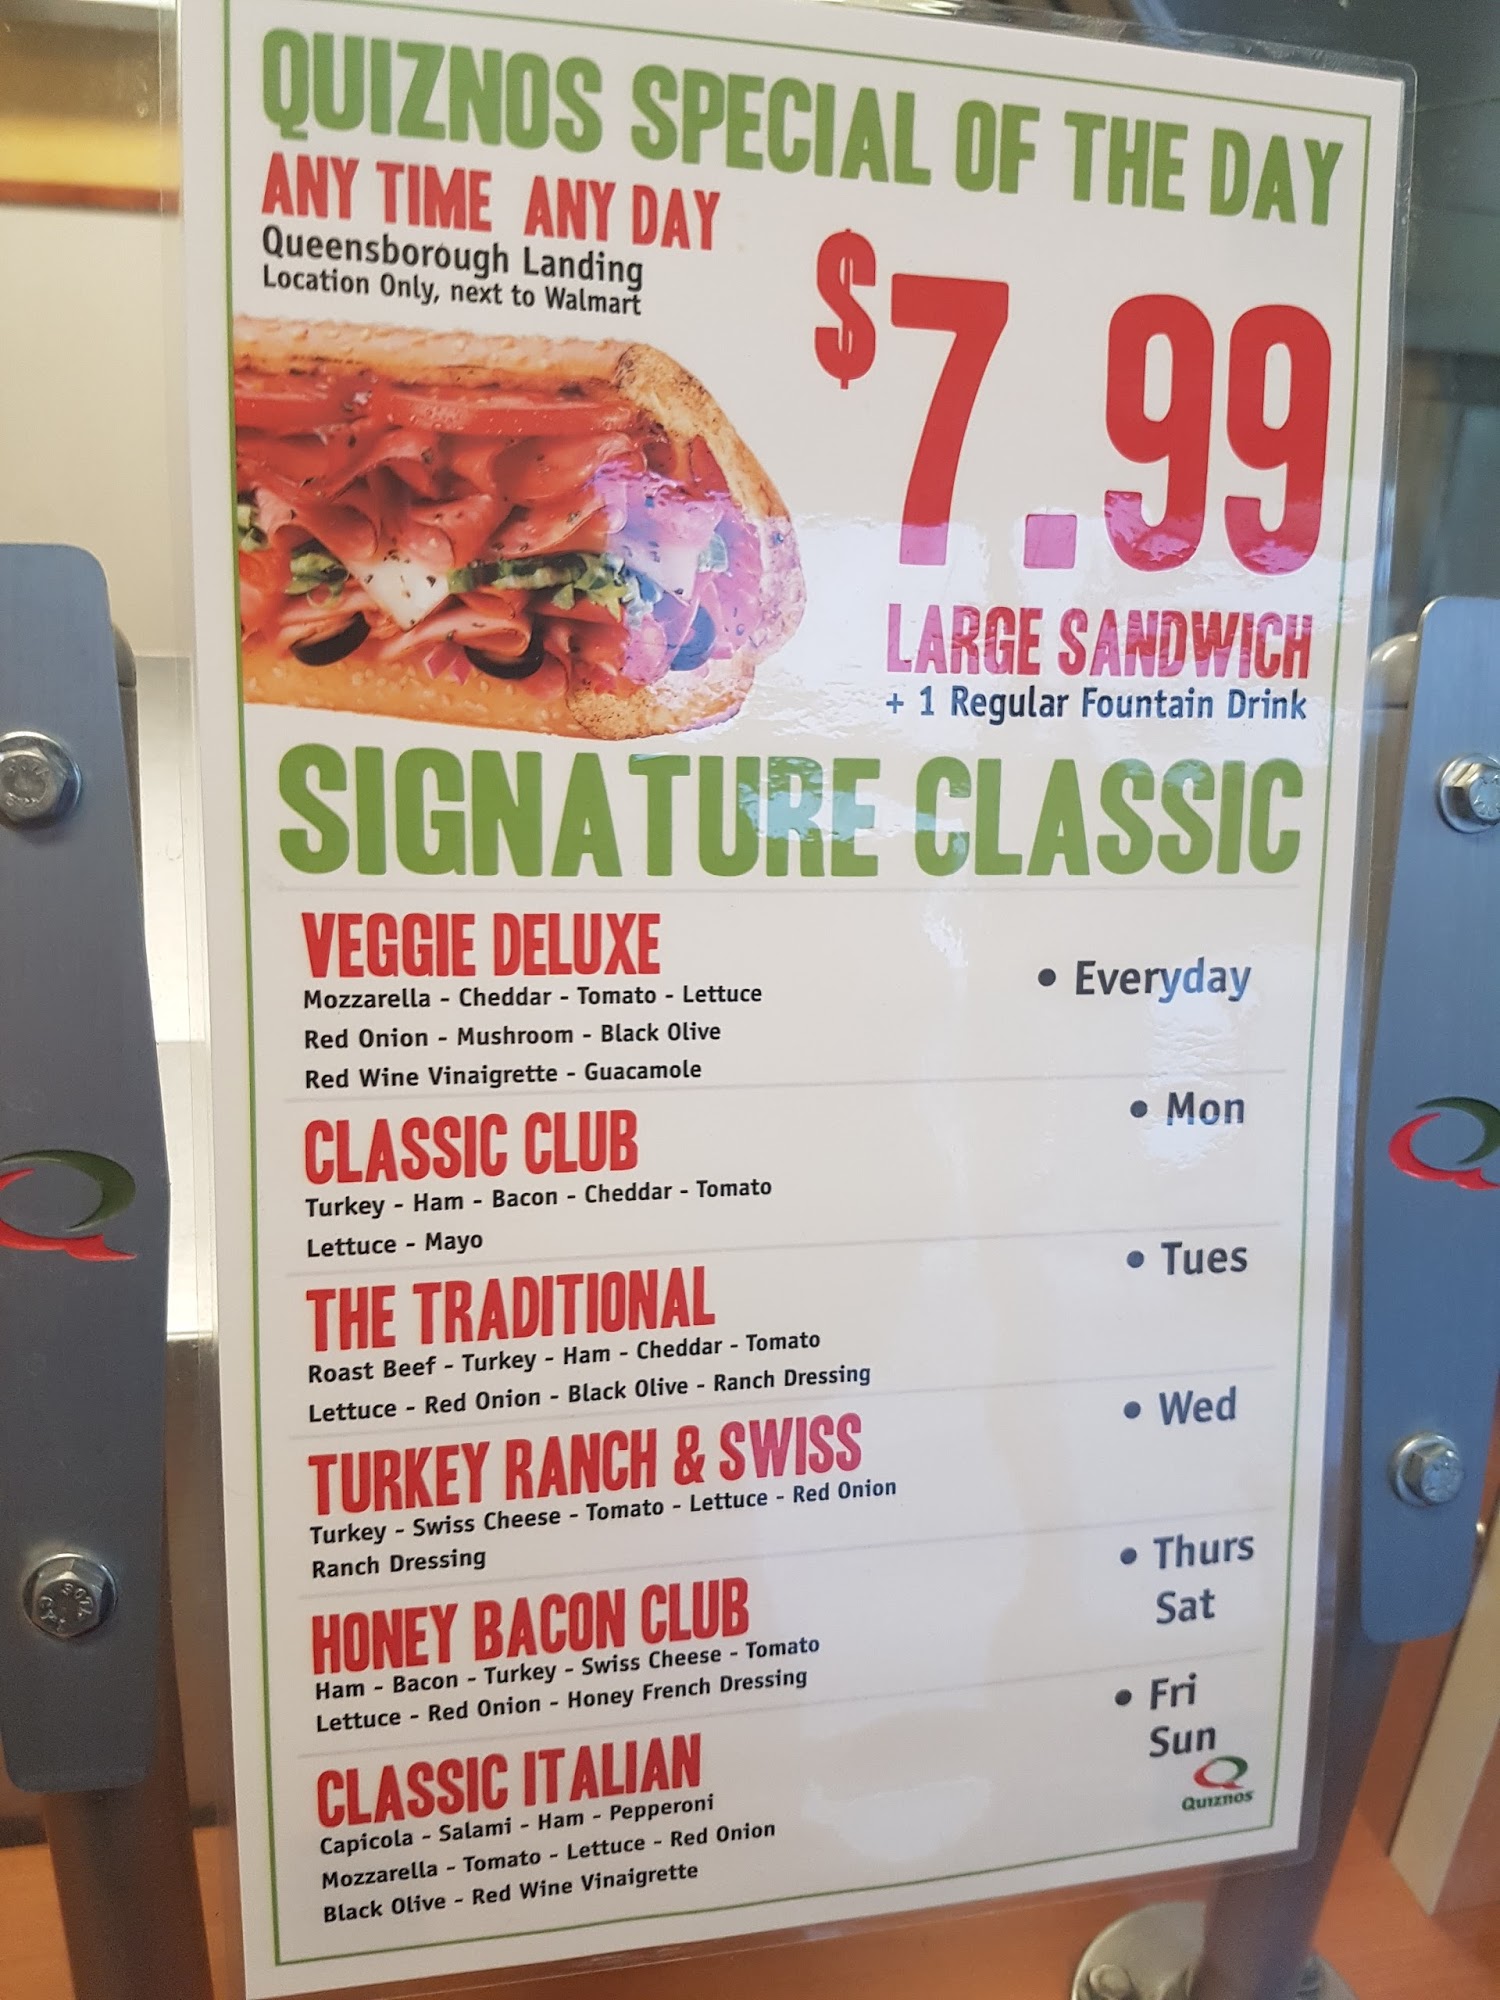 QUIZNOS SPECIAL OF THE DAY
ANY TIME ANY DAY
Queensborough Landing
Location Only, next to Walmart
$7.99
LARGE SANDWICH
+ 1 Regular Fountain Drink
SIGNATURE CLASSIC
VEGGIE DELUXE
Mozzarella - Cheddar - Tomato - Lettuce
Red Onion - Mushroom - Black Olive
Red Wine Vinaigrette - Guacamole
• Everyday
CLASSIC CLUB
Turkey - Ham - Bacon - Cheddar - Tomato
Lettuce - Mayo
• Mon
THE TRADITIONAL
Roast Beef - Turkey - Ham - Cheddar - Tomato
Lettuce - Red Onion - Black Olive - Ranch Dressing
• Tues
TURKEY RANCH & SWISS
Turkey - Swiss Cheese - Tomato - Lettuce - Red Onion
Ranch Dressing
• Wed
HONEY BACON CLUB
Ham - Bacon - Turkey - Swiss Cheese - Tomato
Lettuce - Red Onion - Honey French Dressing
• Thurs
Sat
CLASSIC ITALIAN
Capicola - Salami - Ham - Pepperoni
Mozzarella - Tomato - Lettuce - Red Onion
Black Olive - Red Wine Vinaigrette
• Fri
Sun
Quiznos